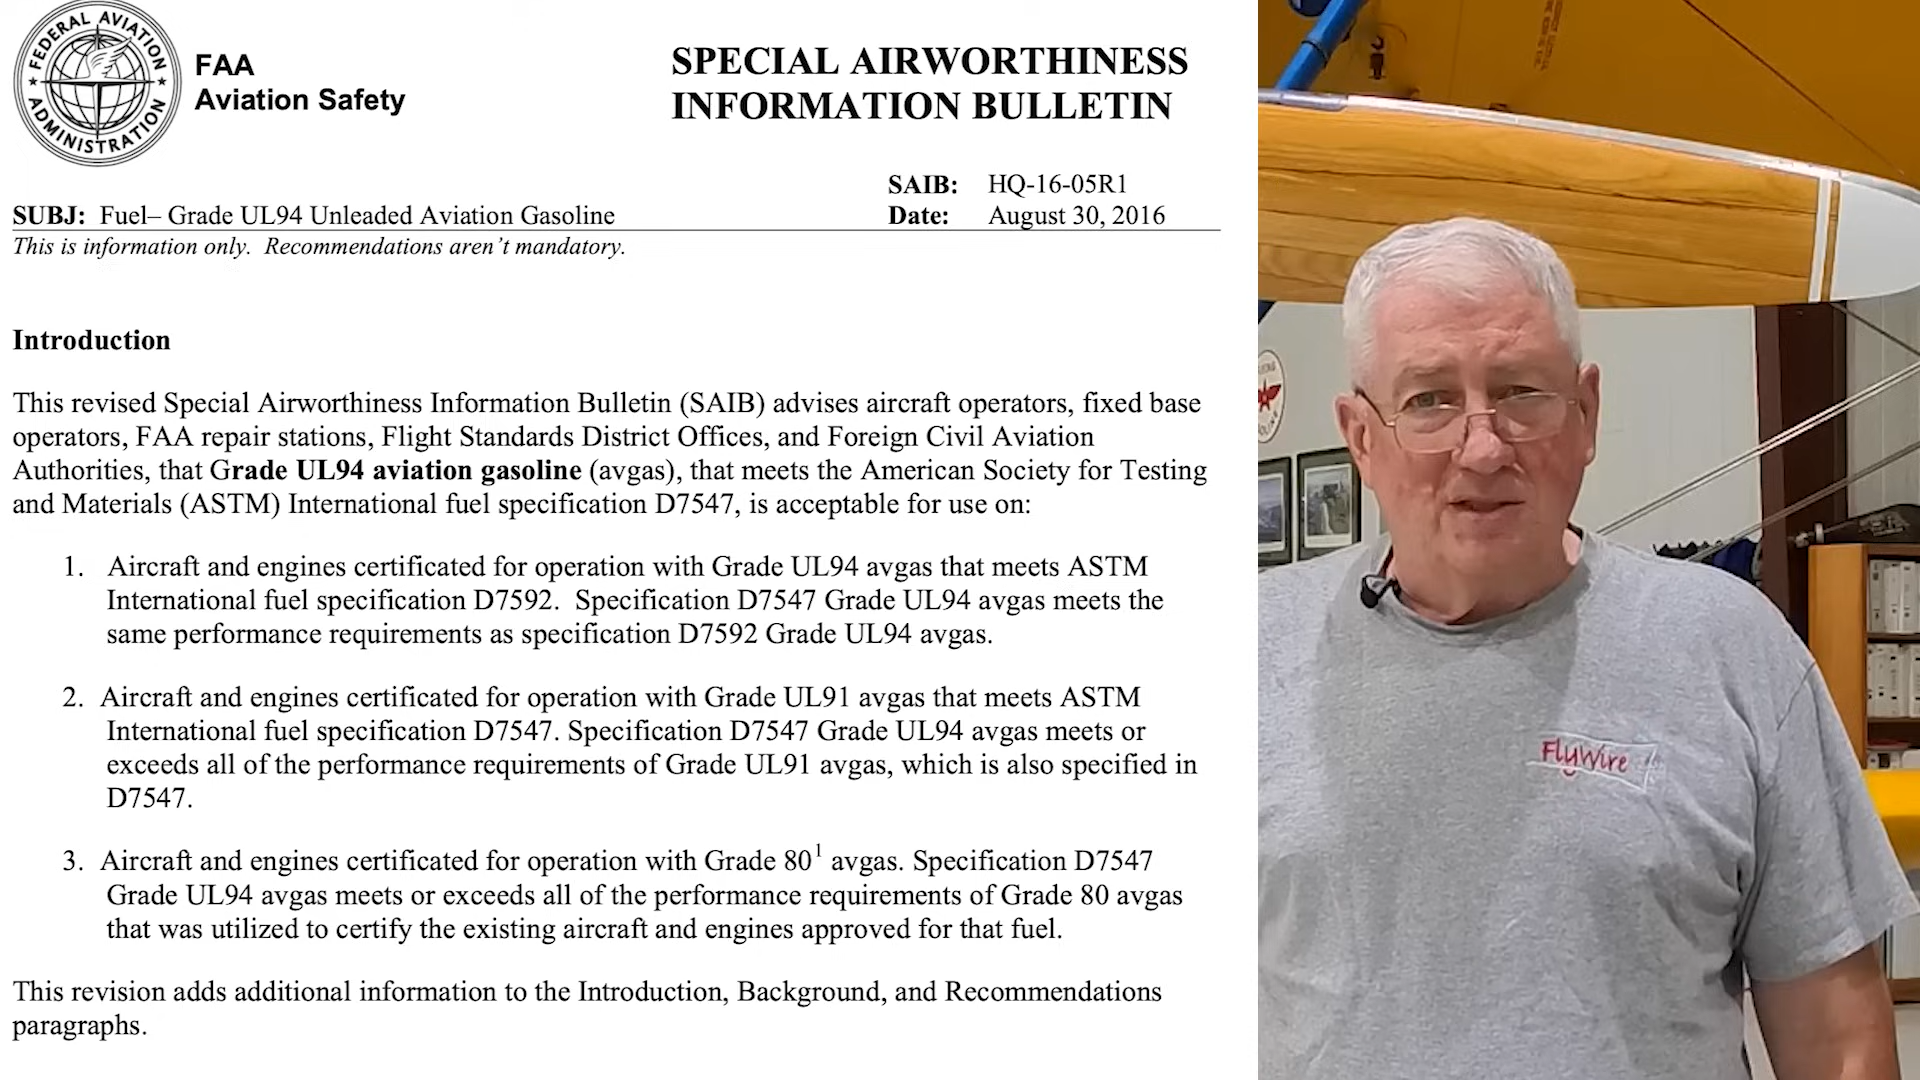 FEDERAL AVIATION
ADMINISTRATION
FAA
Aviation Safety
SPECIAL AIRWORTHINESS
INFORMATION BULLETIN
SAIB: HQ-16-05R1
SUBJ: Fuel– Grade UL94 Unleaded Aviation Gasoline
Date: August 30, 2016
This is information only. Recommendations aren’t mandatory.
Introduction
This revised Special Airworthiness Information Bulletin (SAIB) advises aircraft operators, fixed base
operators, FAA repair stations, Flight Standards District Offices, and Foreign Civil Aviation
Authorities, that Grade UL94 aviation gasoline (avgas), that meets the American Society for Testing
and Materials (ASTM) International fuel specification D7547, is acceptable for use on:
1. Aircraft and engines certificated for operation with Grade UL94 avgas that meets ASTM
International fuel specification D7592. Specification D7547 Grade UL94 avgas meets the
same performance requirements as specification D7592 Grade UL94 avgas.
2. Aircraft and engines certificated for operation with Grade UL91 avgas that meets ASTM
International fuel specification D7547. Specification D7547 Grade UL94 avgas meets or
exceeds all of the performance requirements of Grade UL91 avgas, which is also specified in
D7547.
3. Aircraft and engines certificated for operation with Grade 80¹ avgas. Specification D7547
Grade UL94 avgas meets or exceeds all of the performance requirements of Grade 80 avgas
that was utilized to certify the existing aircraft and engines approved for that fuel.
This revision adds additional information to the Introduction, Background, and Recommendations
paragraphs.
FlyWire